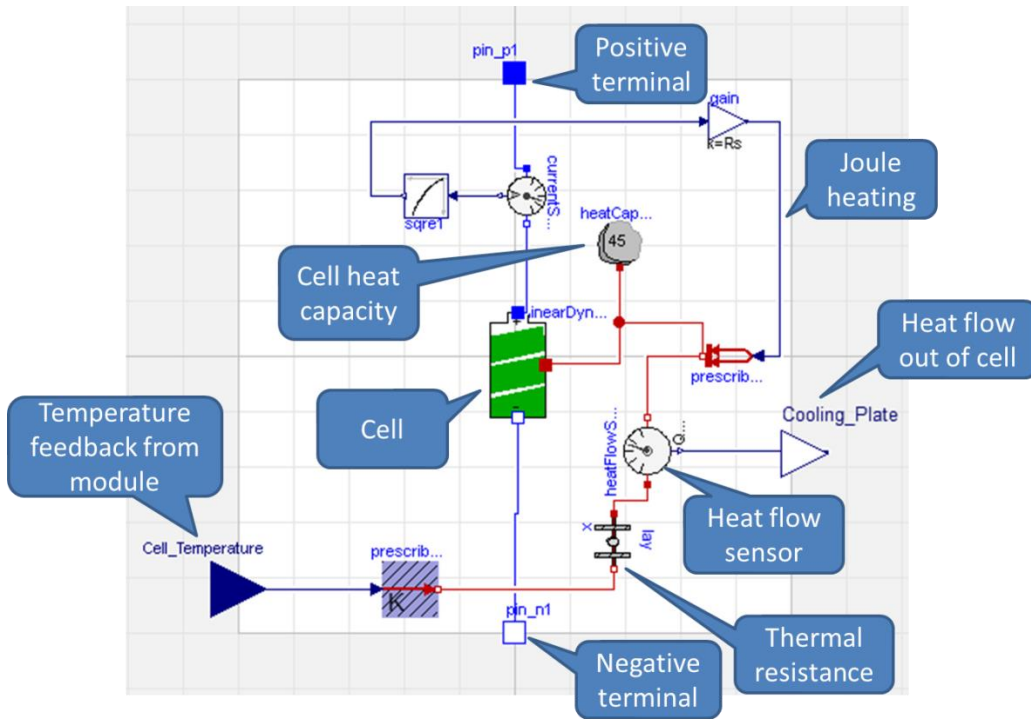 pin_p1
Positive
terminal
gain
k=Rs
Joule
heating
currentS...
sqre1
heatCap...
45
Cell heat
capacity
inearDyn...
Heat flow
out of cell
prescrib...
Cooling_Plate
Cell
Temperature
feedback from
module
heatFlowS...
Q...
Heat flow
sensor
x
lay
Cell_Temperature
prescrib...
K
pin_n1
Thermal
resistance
Negative
terminal